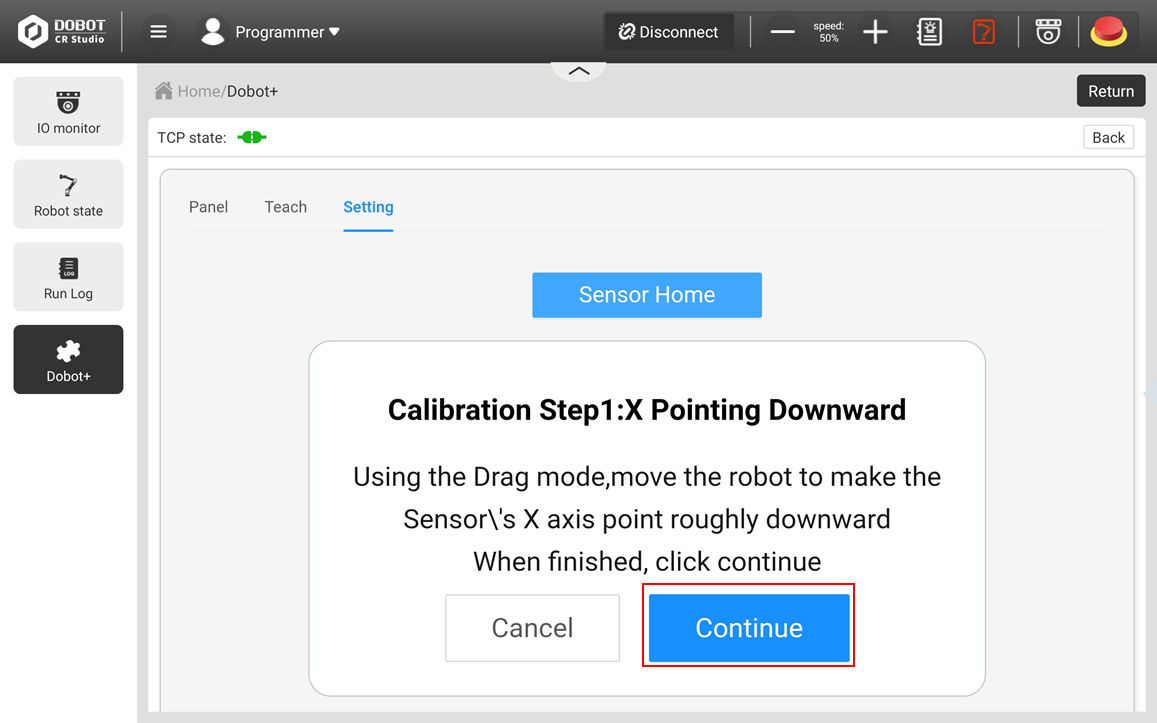 DOBOT
CR Studio
Programmer
Disconnect
speed:
50%
IO monitor
Robot state
LOG
Run Log
Dobot+
Home/Dobot+
Return
TCP state:
Back
Panel
Teach
Setting
Sensor Home
Calibration Step1:X Pointing Downward
Using the Drag mode,move the robot to make the
Sensor\'s X axis point roughly downward
When finished, click continue
Cancel
Continue